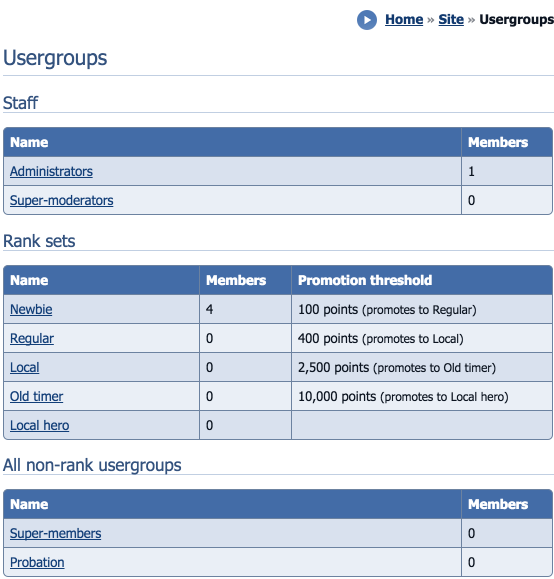 Home » Site » Usergroups
Usergroups
Staff
Name Members
Administrators 1
Super-moderators 0
Rank sets
Name Members Promotion threshold
Newbie 4 100 points (promotes to Regular)
Regular 0 400 points (promotes to Local)
Local 0 2,500 points (promotes to Old timer)
Old timer 0 10,000 points (promotes to Local hero)
Local hero 0
All non-rank usergroups
Name Members
Super-members 0
Probation 0